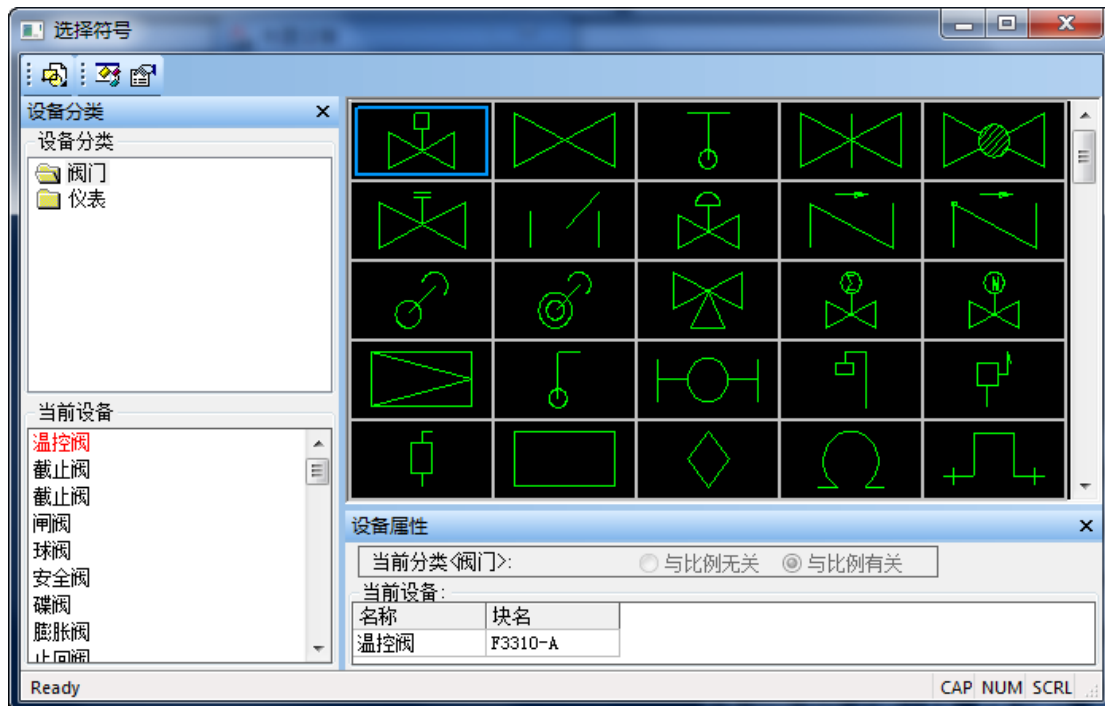 选择符号
设备分类
设备分类
阀门
仪表
当前设备
温控阀
截止阀
截止阀
闸阀
球阀
安全阀
碟阀
膨胀阀
止回阀
Σ
N
设备属性
当前分类<阀门>: 与比例无关 与比例有关
当前设备:
名称 块名
温控阀 F3310-A
Ready CAP NUM SCRL